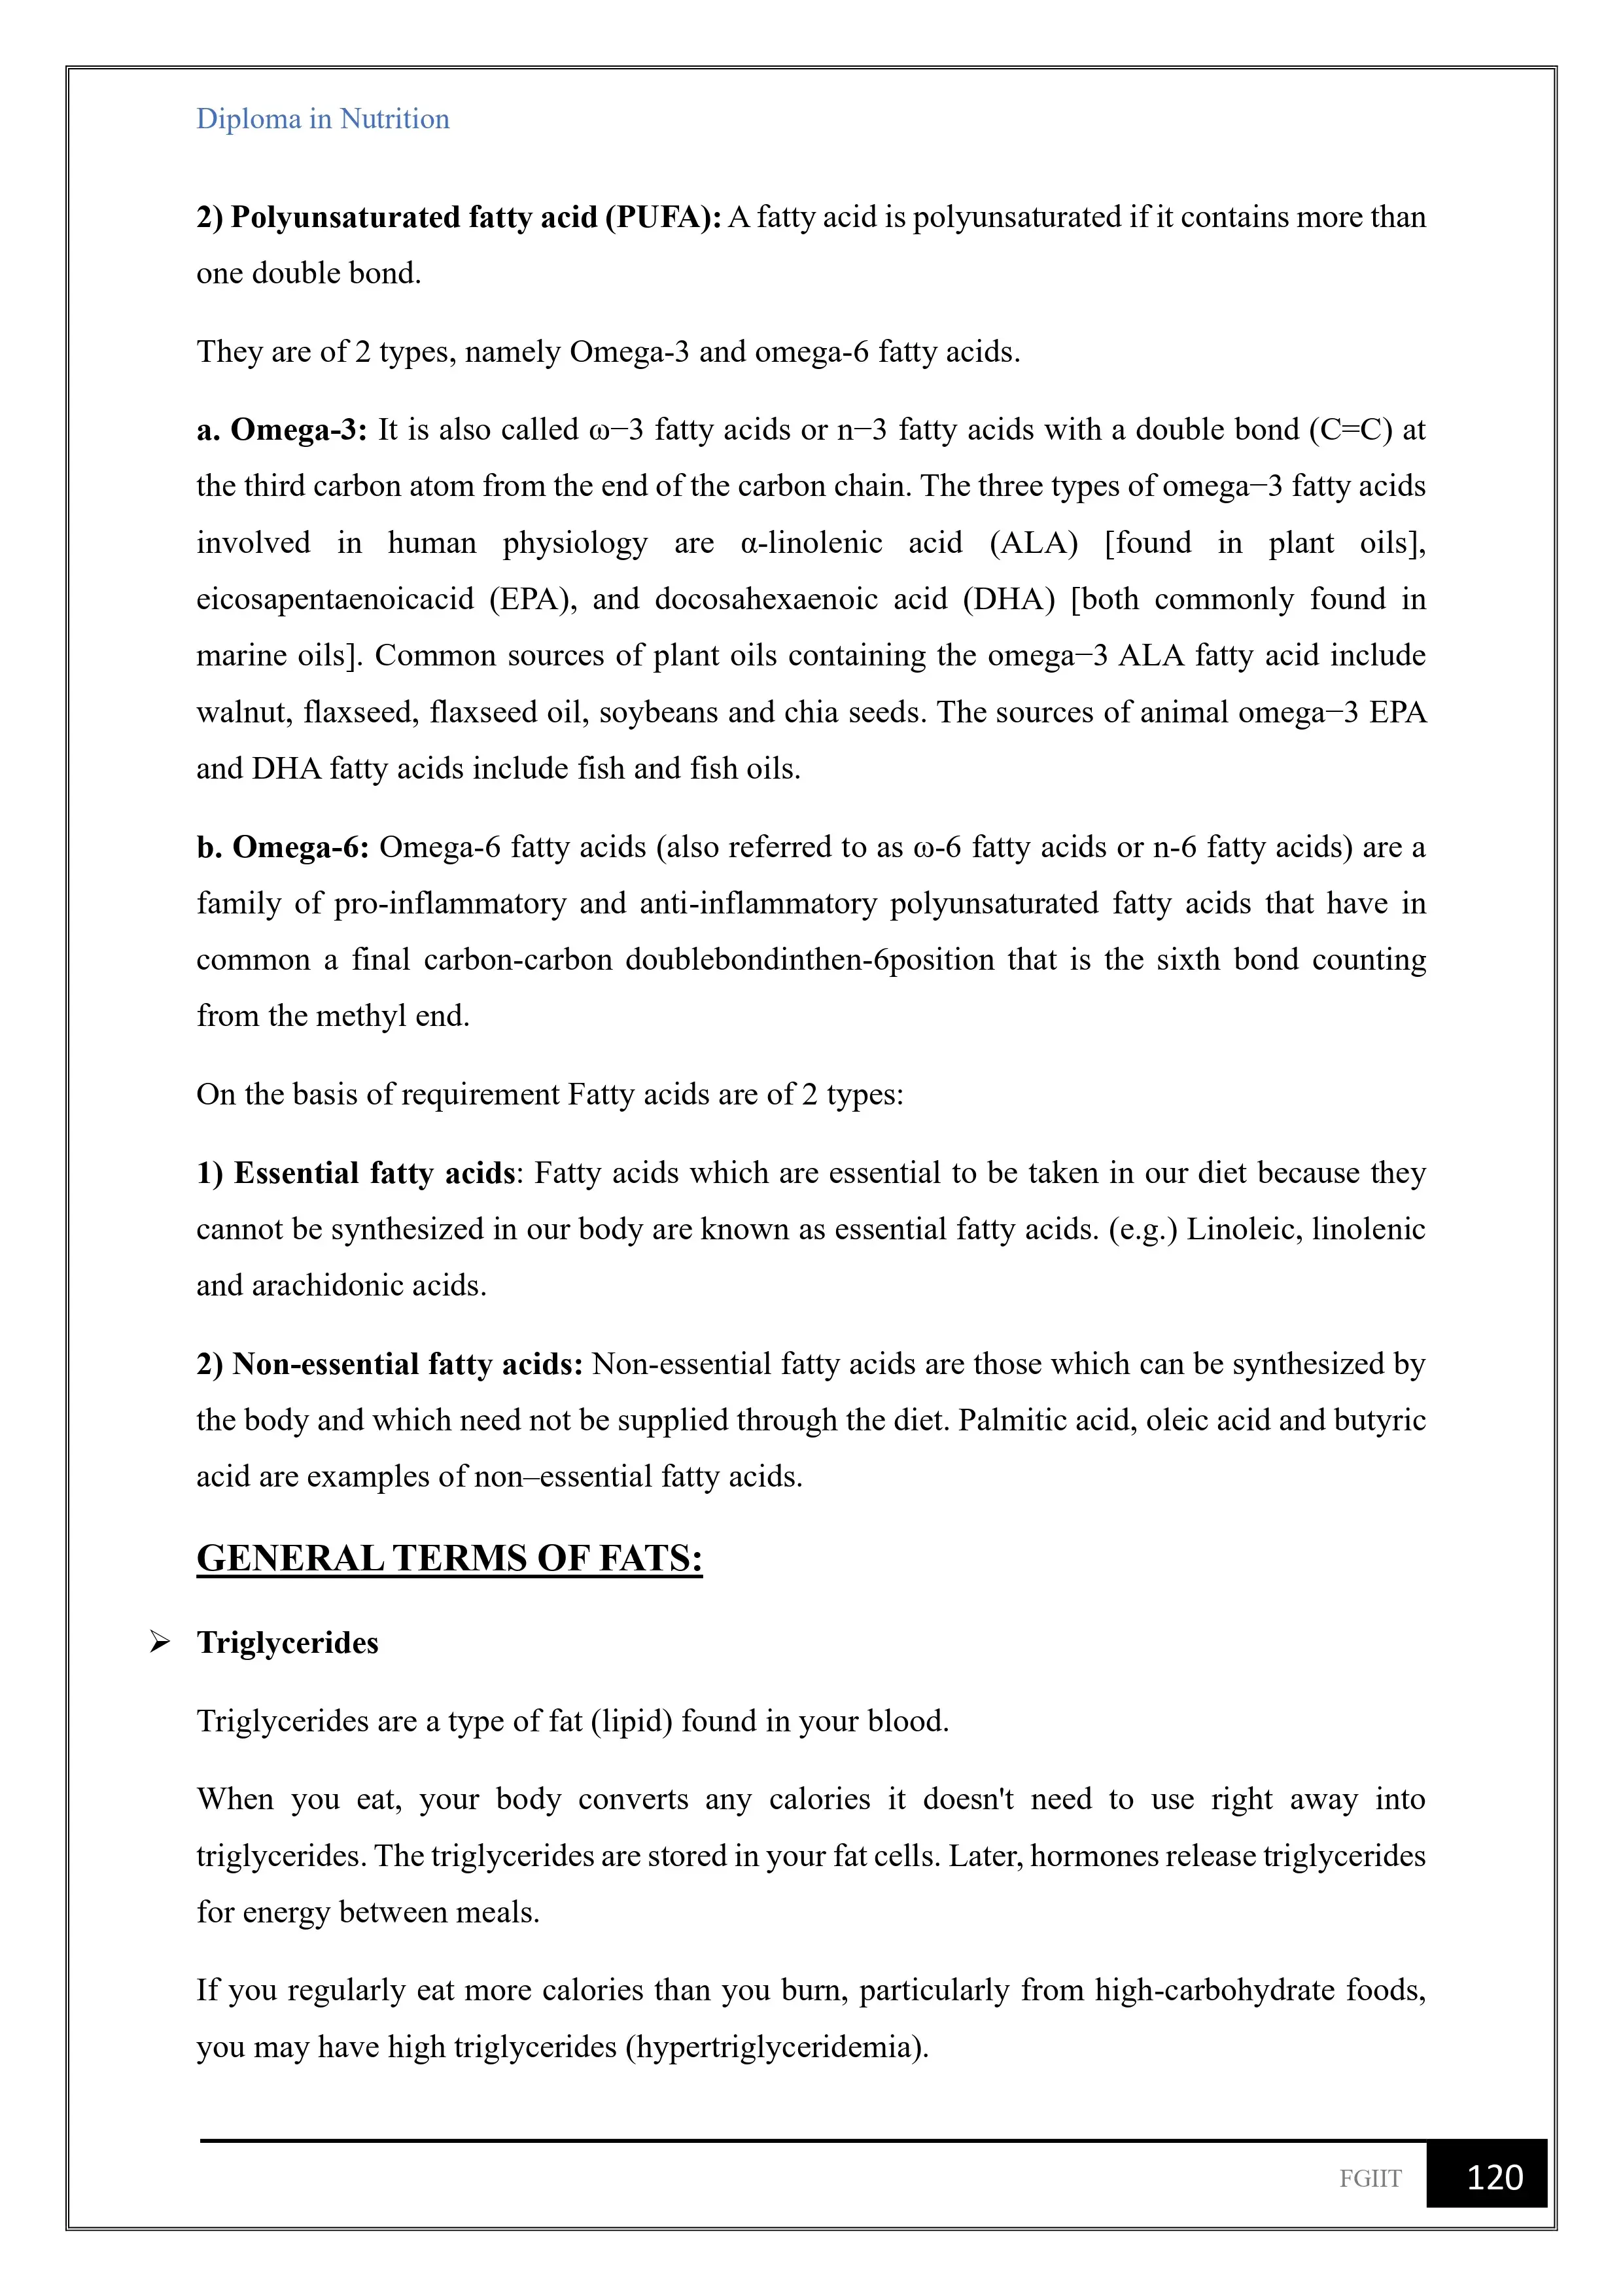 Diploma in Nutrition
2) Polyunsaturated fatty acid (PUFA): A fatty acid is polyunsaturated if it contains more than
one double bond.
They are of 2 types, namely Omega-3 and omega-6 fatty acids.
a. Omega-3: It is also called ω−3 fatty acids or n−3 fatty acids with a double bond (C=C) at
the third carbon atom from the end of the carbon chain. The three types of omega−3 fatty acids
involved in human physiology are α-linolenic acid (ALA) [found in plant oils],
eicosapentaenoicacid (EPA), and docosahexaenoic acid (DHA) [both commonly found in
marine oils]. Common sources of plant oils containing the omega−3 ALA fatty acid include
walnut, flaxseed, flaxseed oil, soybeans and chia seeds. The sources of animal omega−3 EPA
and DHA fatty acids include fish and fish oils.
b. Omega-6: Omega-6 fatty acids (also referred to as ω-6 fatty acids or n-6 fatty acids) are a
family of pro-inflammatory and anti-inflammatory polyunsaturated fatty acids that have in
common a final carbon-carbon doublebondinthen-6position that is the sixth bond counting
from the methyl end.
On the basis of requirement Fatty acids are of 2 types:
1) Essential fatty acids: Fatty acids which are essential to be taken in our diet because they
cannot be synthesized in our body are known as essential fatty acids. (e.g.) Linoleic, linolenic
and arachidonic acids.
2) Non-essential fatty acids: Non-essential fatty acids are those which can be synthesized by
the body and which need not be supplied through the diet. Palmitic acid, oleic acid and butyric
acid are examples of non–essential fatty acids.
GENERAL TERMS OF FATS:
➢ Triglycerides
Triglycerides are a type of fat (lipid) found in your blood.
When you eat, your body converts any calories it doesn't need to use right away into
triglycerides. The triglycerides are stored in your fat cells. Later, hormones release triglycerides
for energy between meals.
If you regularly eat more calories than you burn, particularly from high-carbohydrate foods,
you may have high triglycerides (hypertriglyceridemia).
FGIIT 120